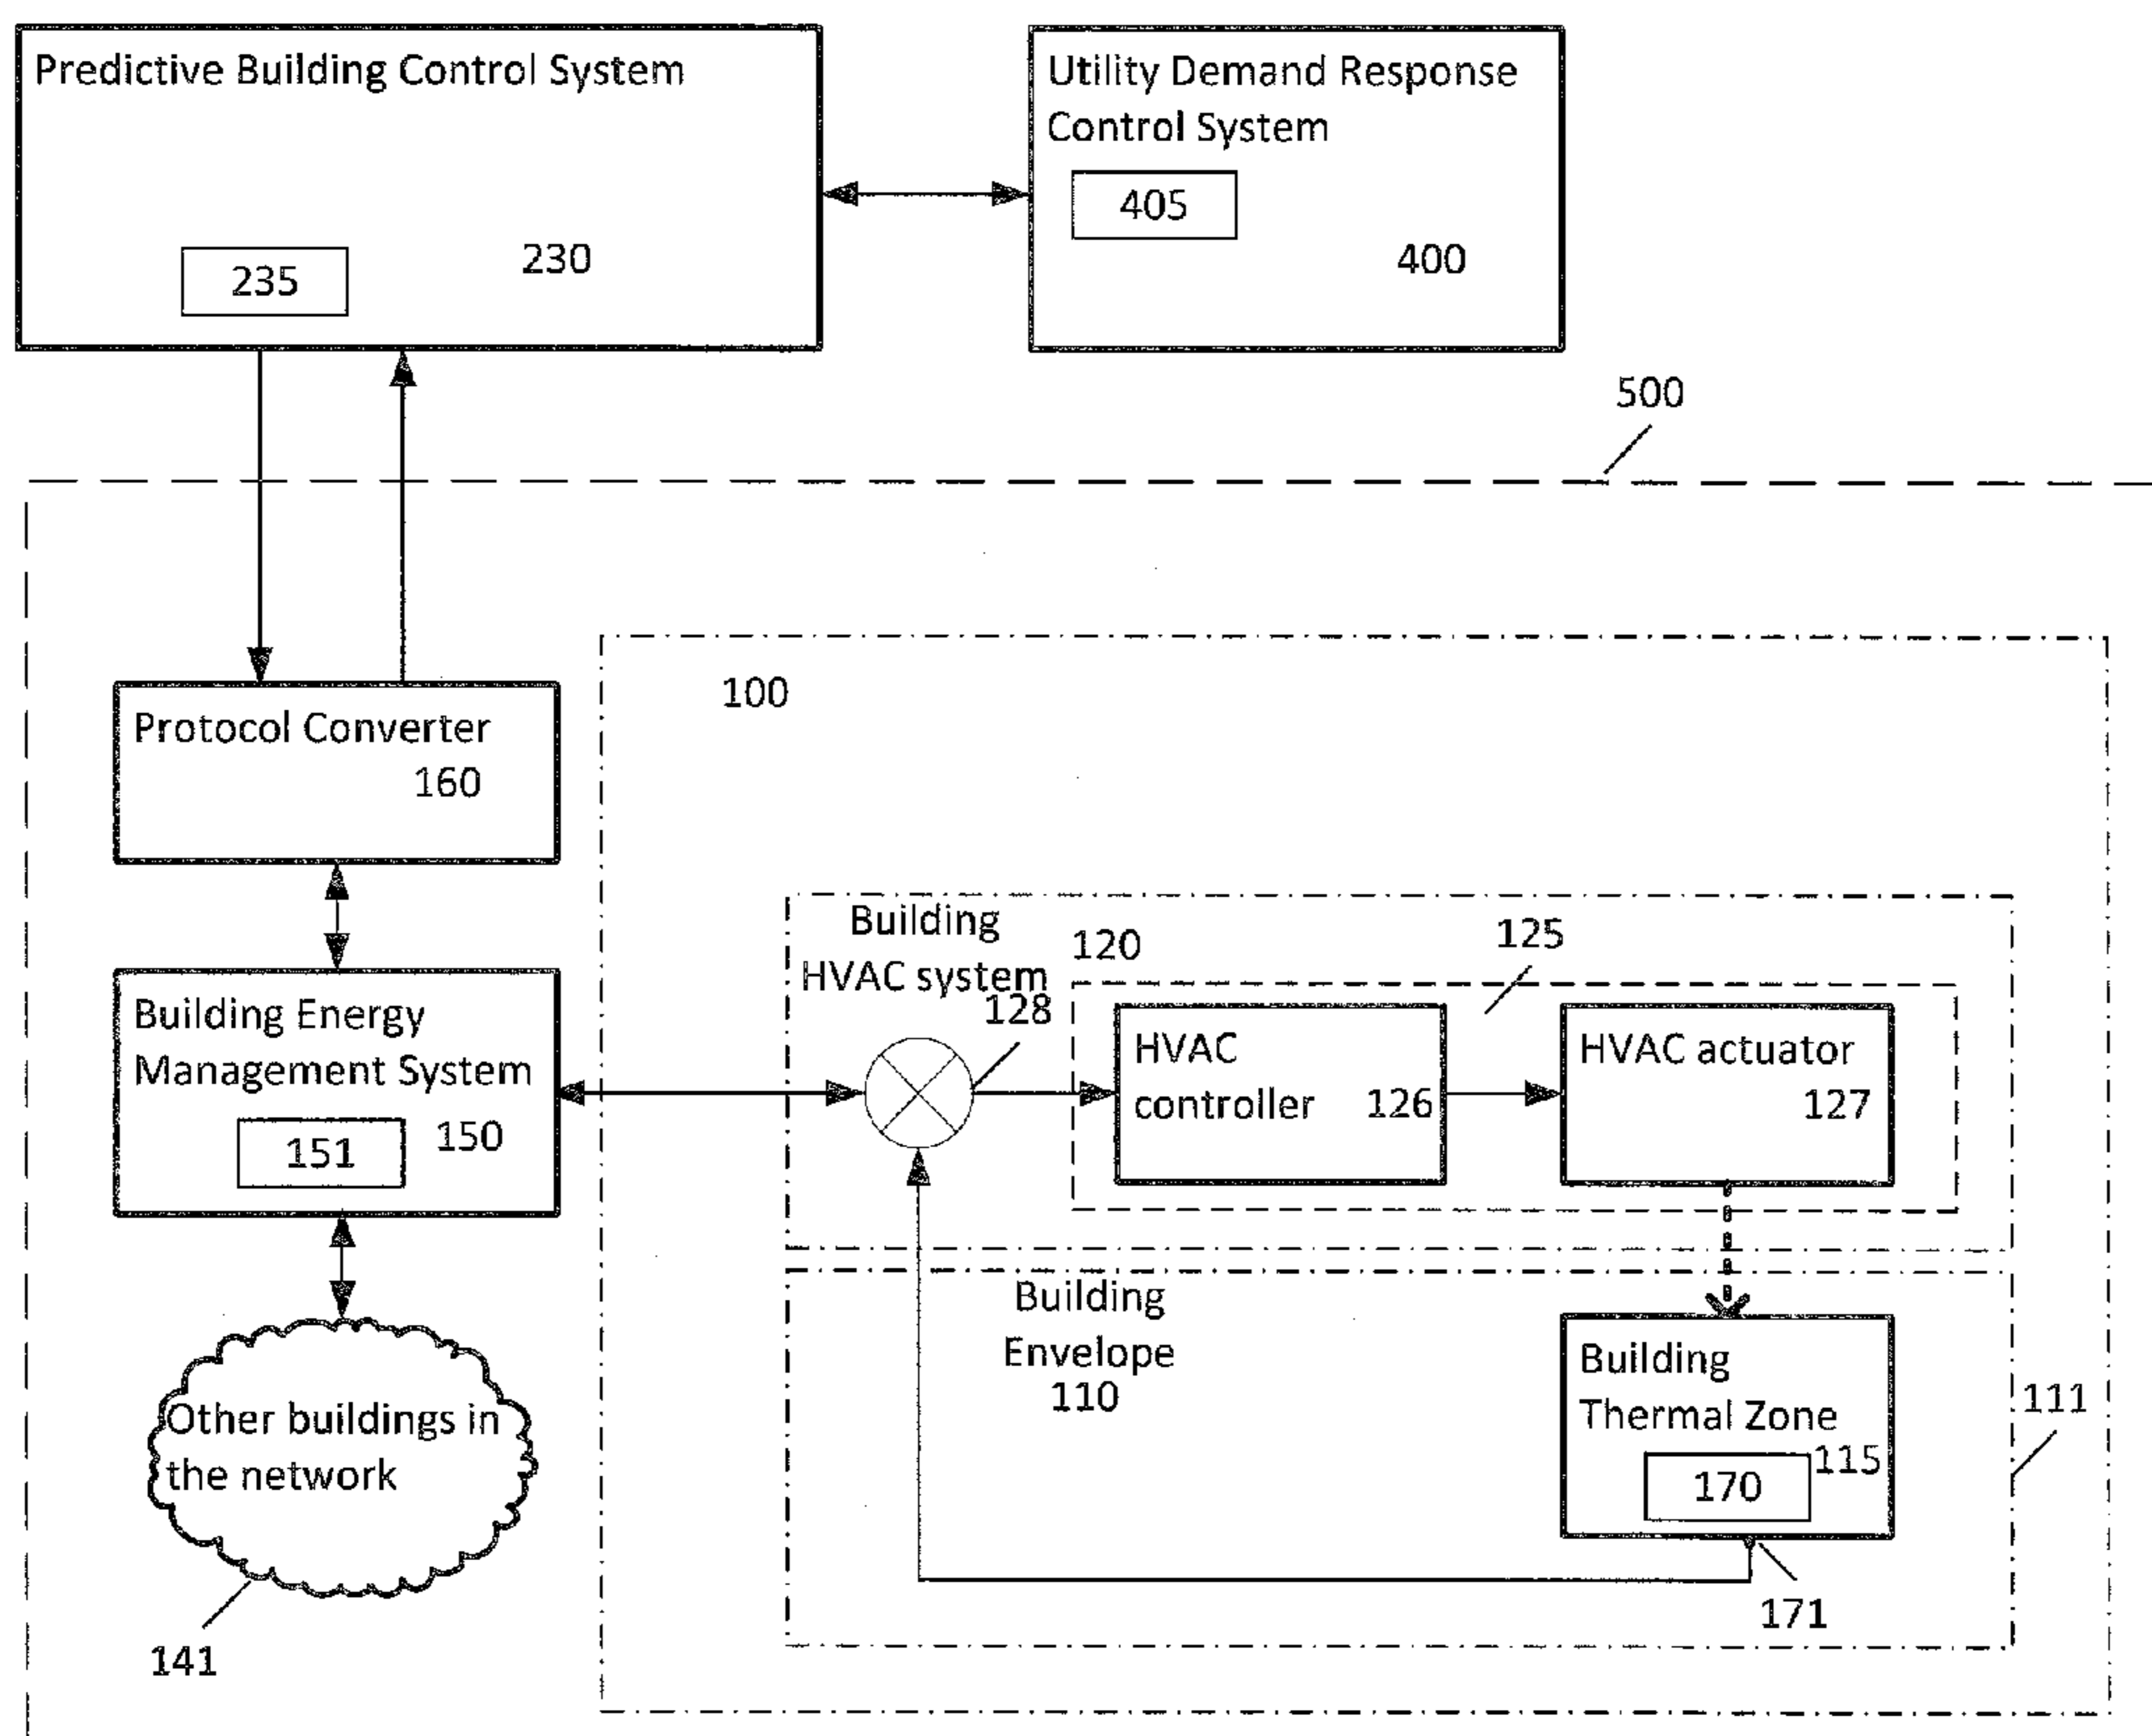 Predictive Building Control System
235
230
Utility Demand Response
Control System
405
400
500
Protocol Converter
160
100
Building Energy
Management System
151
150
Building
HVAC system
120
125
128
HVAC
controller
126
HVAC actuator
127
Building
Envelope
110
Building
Thermal Zone
115
170
111
171
Other buildings in
the network
141